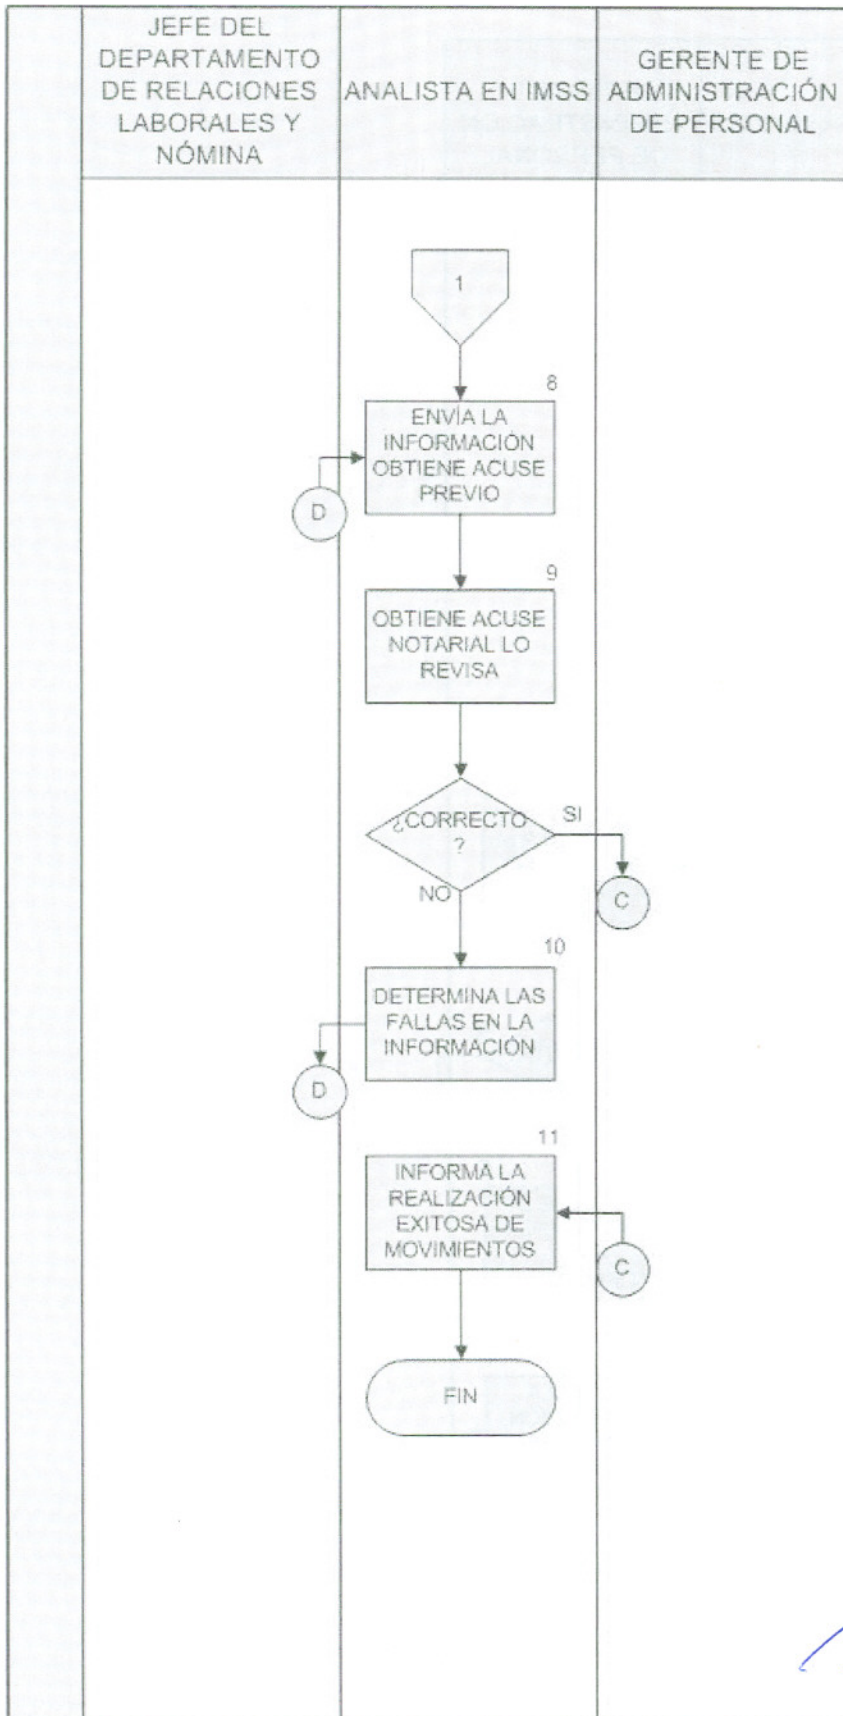 JEFE DEL
DEPARTAMENTO
DE RELACIONES
LABORALES Y
NÓMINA
ANALISTA EN IMSS
GERENTE DE
ADMINISTRACIÓN
DE PERSONAL
1
8
ENVÍA LA
INFORMACIÓN
OBTIENE ACUSE
PREVIO
D
9
OBTIENE ACUSE
NOTARIAL LO
REVISA
¿CORRECTO
?
SI
NO
C
10
DETERMINA LAS
FALLAS EN LA
INFORMACIÓN
D
11
INFORMA LA
REALIZACIÓN
EXITOSA DE
MOVIMIENTOS
C
FIN